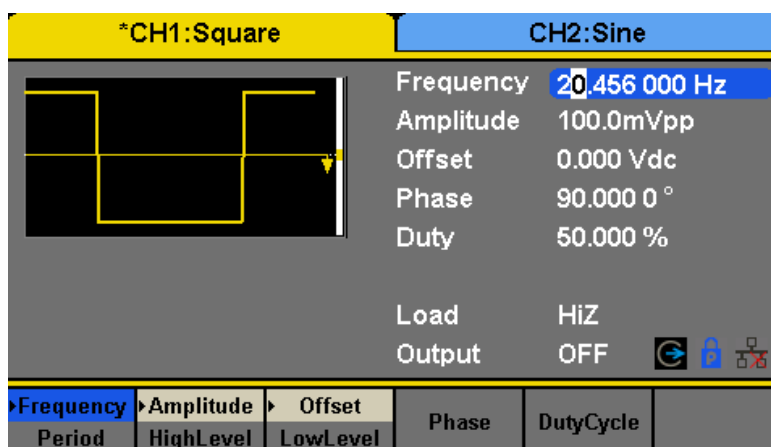 *CH1:Square
CH2:Sine
Frequency 20.456 000 Hz
Amplitude 100.0mVpp
Offset 0.000 Vdc
Phase 90.000 0 °
Duty 50.000 %
Load HiZ
Output OFF
P
Frequency Amplitude Offset Phase DutyCycle
Period HighLevel LowLevel